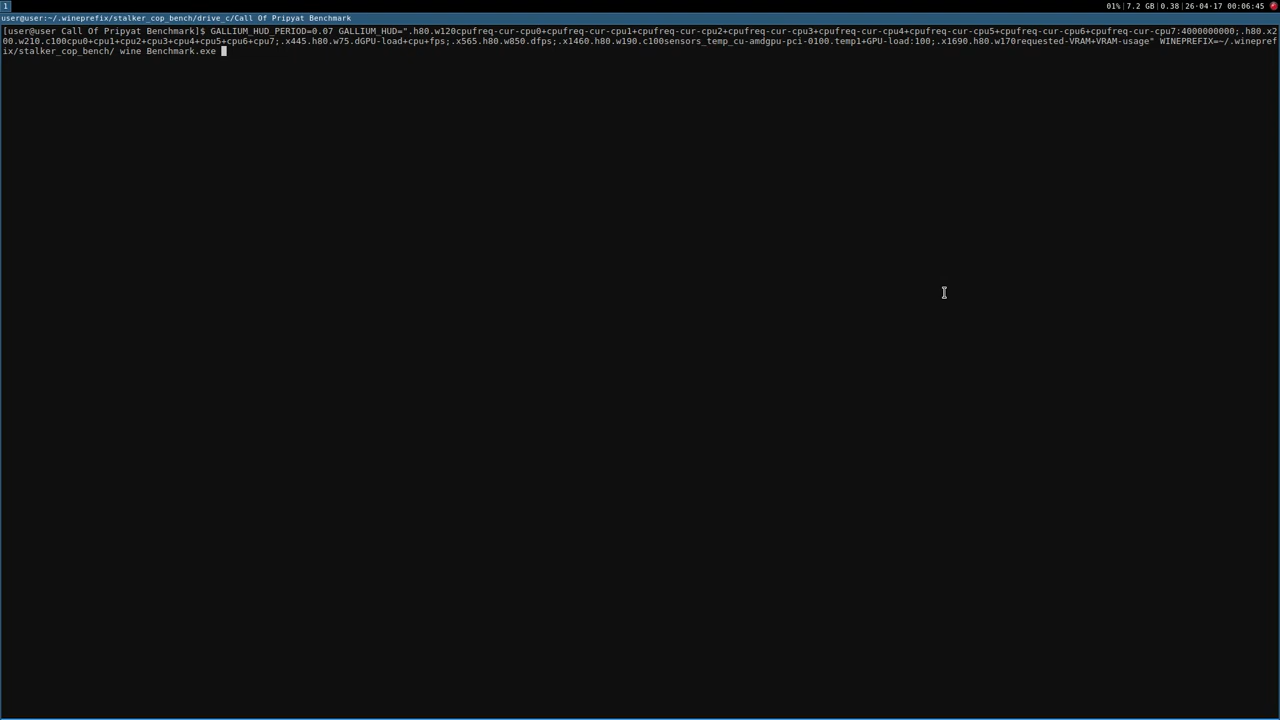 1
01%|7.2 GB|0.38|26-04-17 00:06:45
user@user:~/.wineprefix/stalker_cop_bench/drive_c/Call Of Pripyat Benchmark
[user@user Call Of Pripyat Benchmark]$ GALLIUM_HUD_PERIOD=0.07 GALLIUM_HUD=".h80.w120cpufreq-cur-cpu0+cpufreq-cur-cpu1+cpufreq-cur-cpu2+cpufreq-cur-cpu3+cpufreq-cur-cpu4+cpufreq-cur-cpu5+cpufreq-cur-cpu6+cpufreq-cur-cpu7:4000000000;.h80.x2
00.w210.c100cpu0+cpu1+cpu2+cpu3+cpu4+cpu5+cpu6+cpu7;.x445.h80.w75.dGPU-load+cpu+fps;.x565.h80.w850.dfps;.x1460.h80.w190.c100sensors_temp_cu-amdgpu-pci-0100.temp1+GPU-load:100;.x1690.h80.w170requested-VRAM+VRAM-usage" WINEPREFIX=~/.winepref
ix/stalker_cop_bench/ wine Benchmark.exe